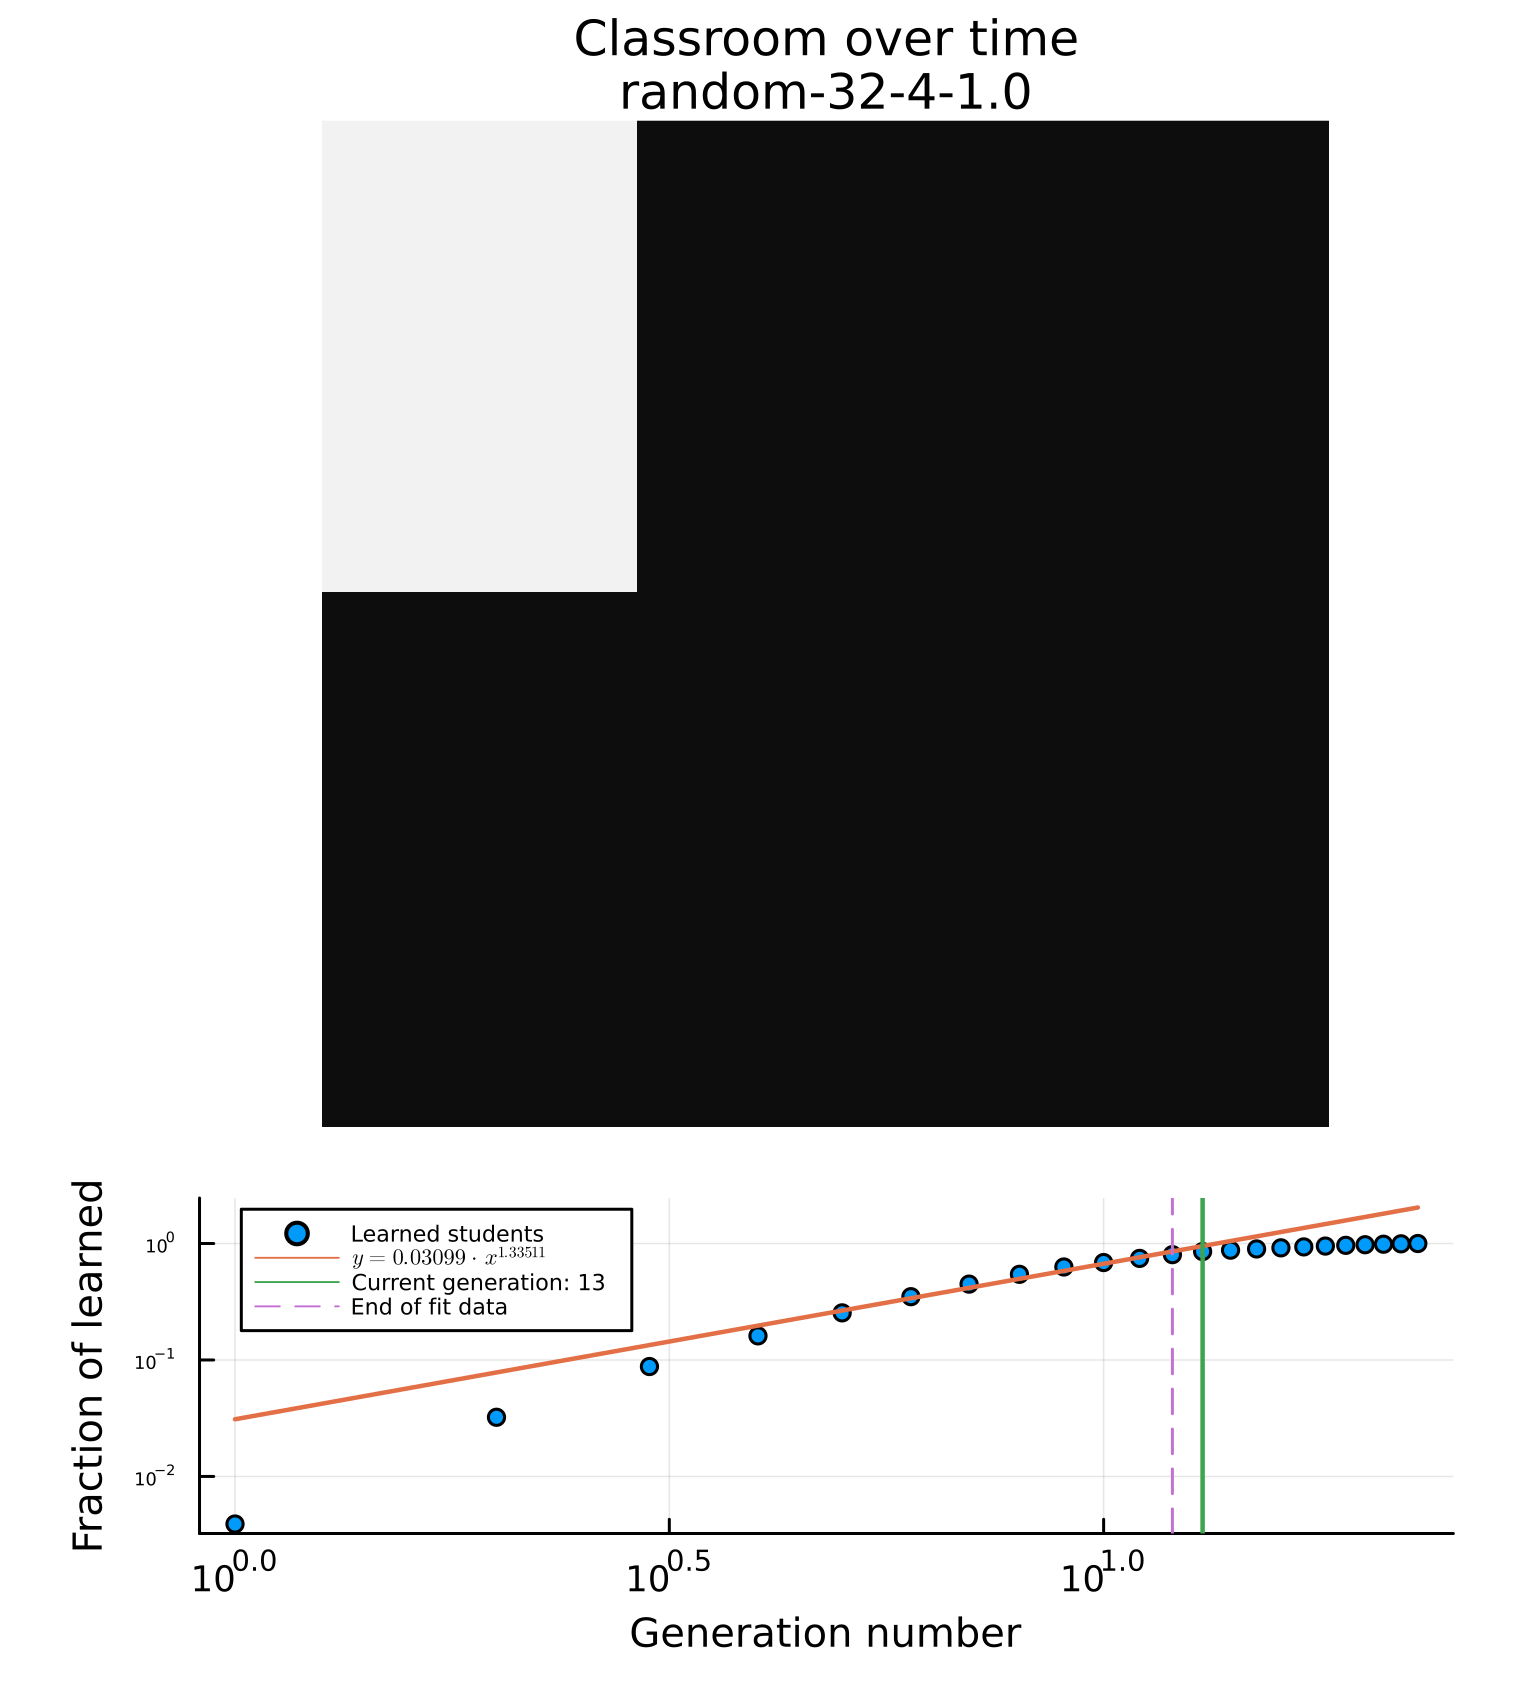 Classroom over time
random-32-4-1.0
Fraction of learned
10^0
10^-1
10^-2
Learned students
y = 0.03099 · x^1.33511
Current generation: 13
End of fit data
10^0.0 10^0.5 10^1.0
Generation number